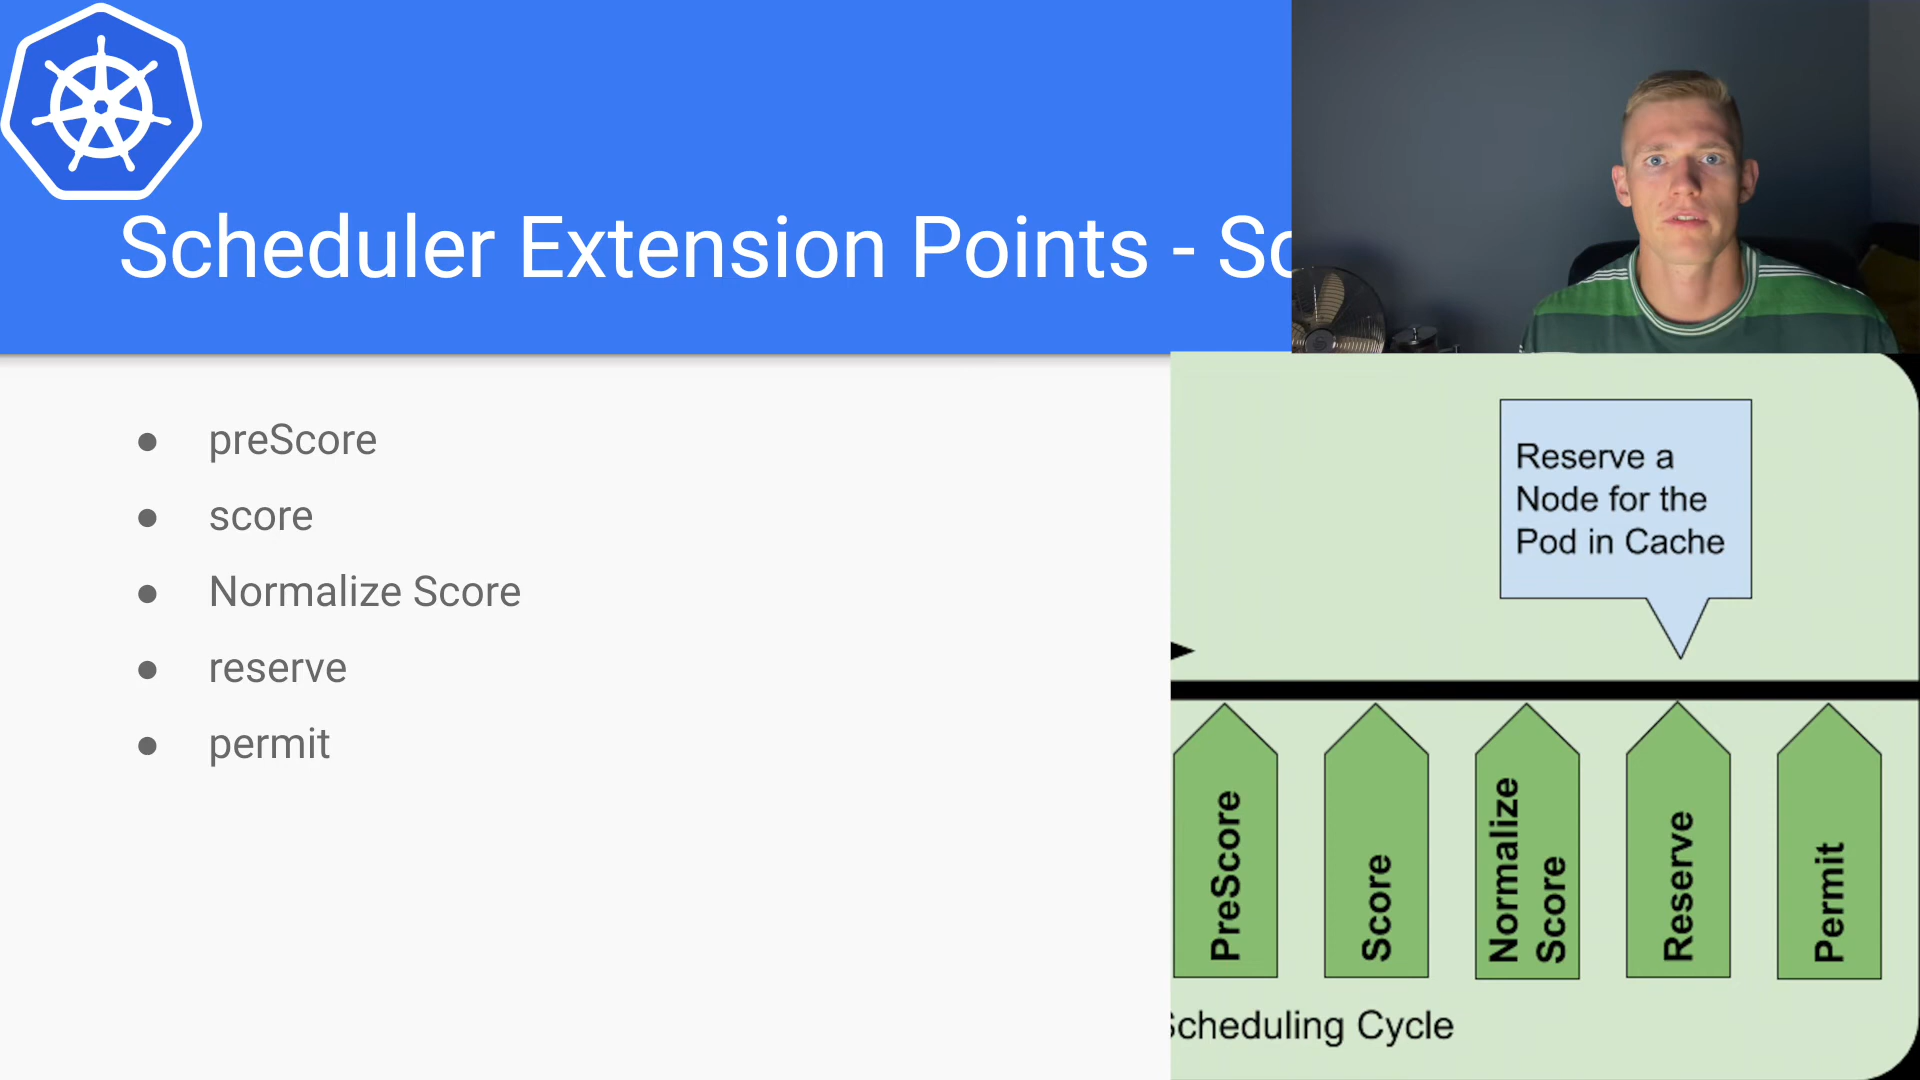 Scheduler Extension Points - Sc
preScore
score
Normalize Score
reserve
permit
Reserve a
Node for the
Pod in Cache
PreScore
Score
Normalize
Score
Reserve
Permit
Scheduling Cycle